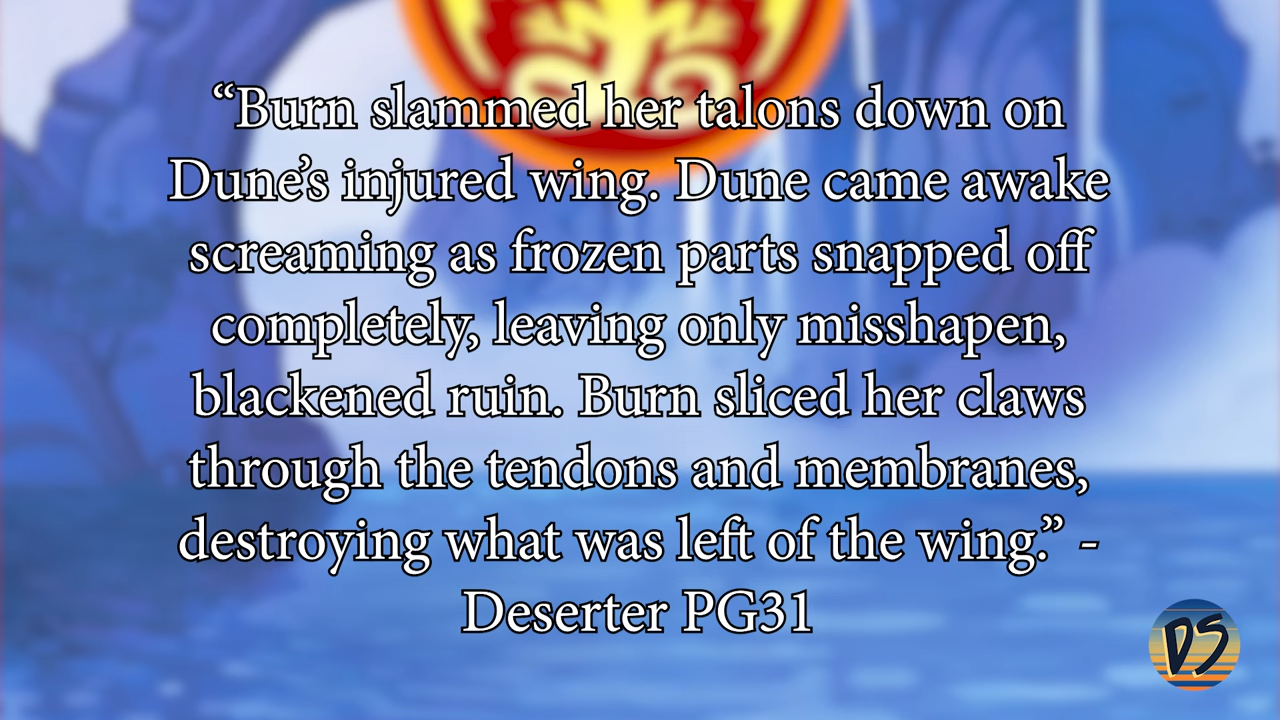 “Burn slammed her talons down on
Dune’s injured wing. Dune came awake
screaming as frozen parts snapped off
completely, leaving only misshapen,
blackened ruin. Burn sliced her claws
through the tendons and membranes,
destroying what was left of the wing.” -
Deserter PG31
DS